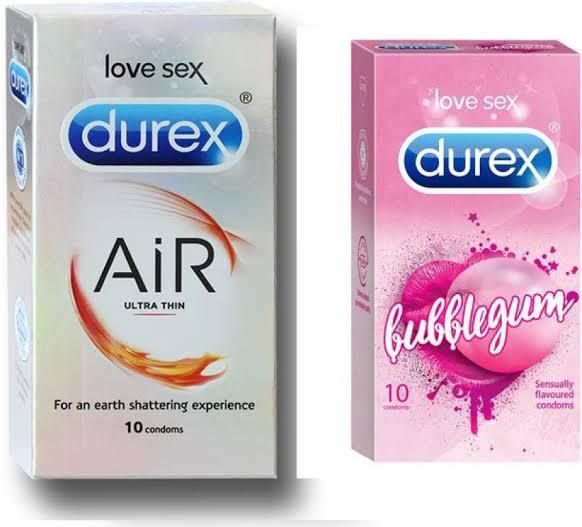 love sex
durex
®
AiR
ULTRA THIN
For an earth shattering experience
10 condoms
love sex
durex
®
bubblegum
10
condoms
Sensually
flavoured
condoms